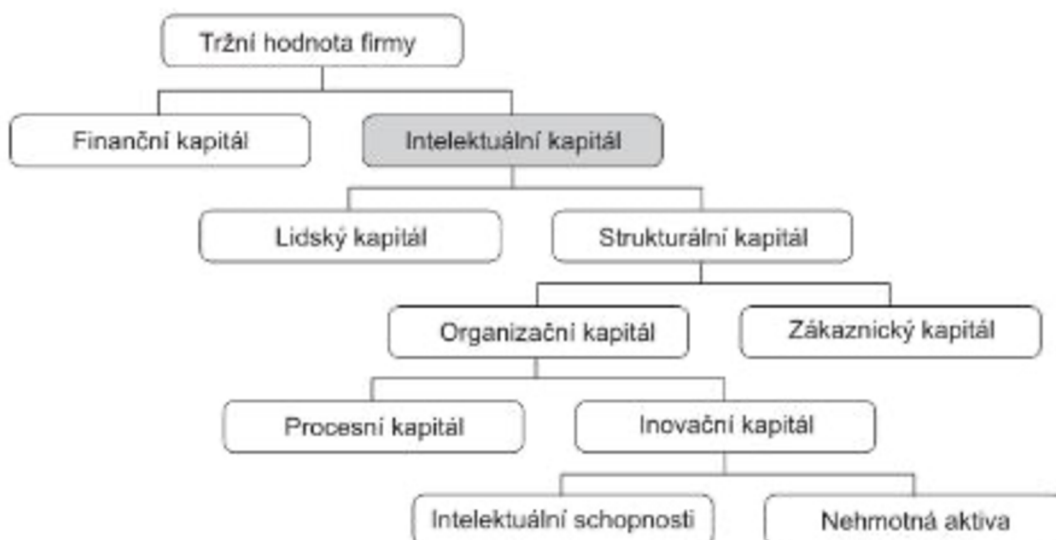 Tržní hodnota firmy
Finanční kapitál
Intelektuální kapitál
Lidský kapitál
Strukturální kapitál
Organizační kapitál
Zákaznický kapitál
Procesní kapitál
Inovační kapitál
Intelektuální schopnosti
Nehmotná aktiva